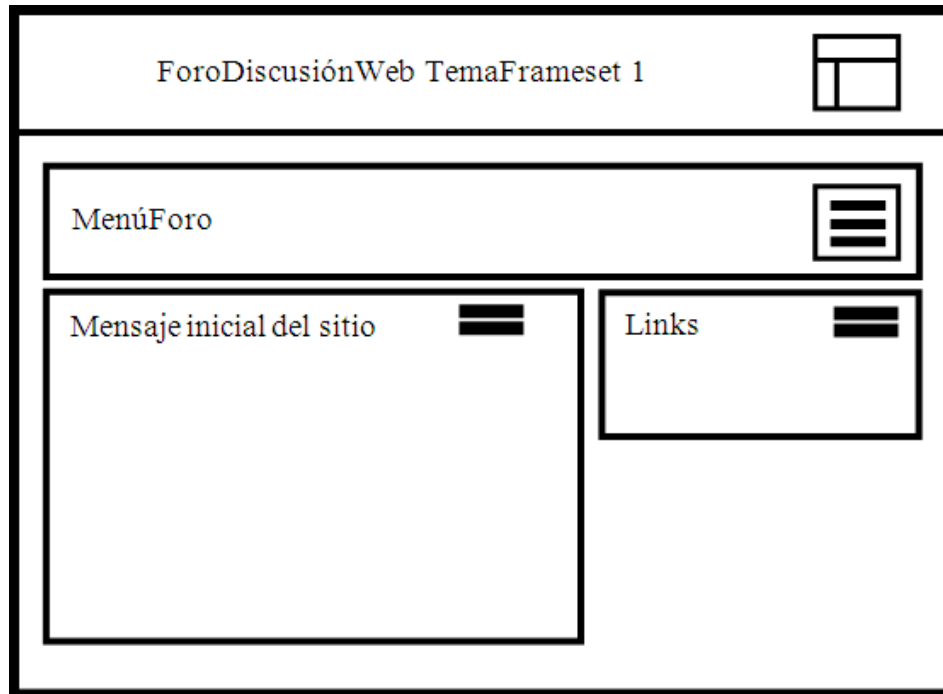 ForoDiscusiónWeb TemaFrameset 1
MenúForo
Mensaje inicial del sitio
Links